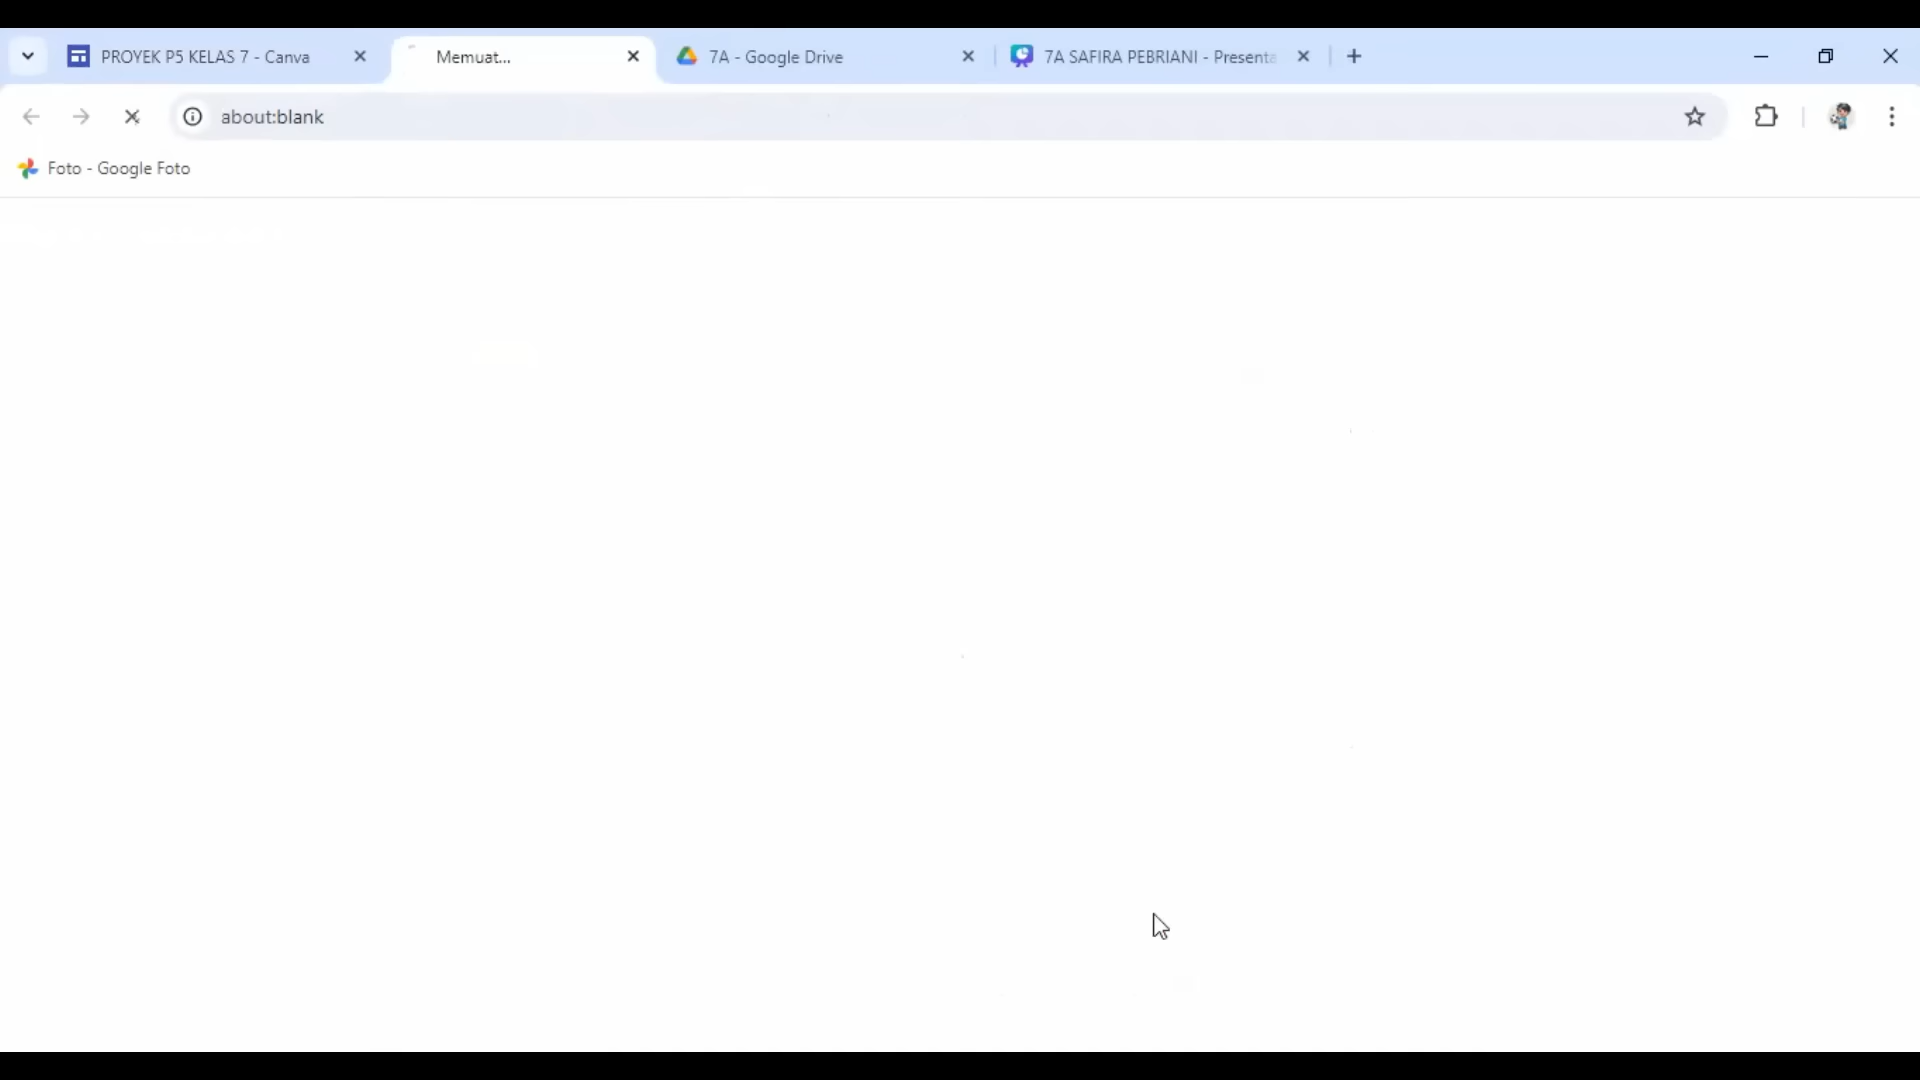 PROYEK P5 KELAS 7 - Canva
Memuat...
7A - Google Drive
7A SAFIRA PEBRIANI - Presenta
about:blank
Foto - Google Foto